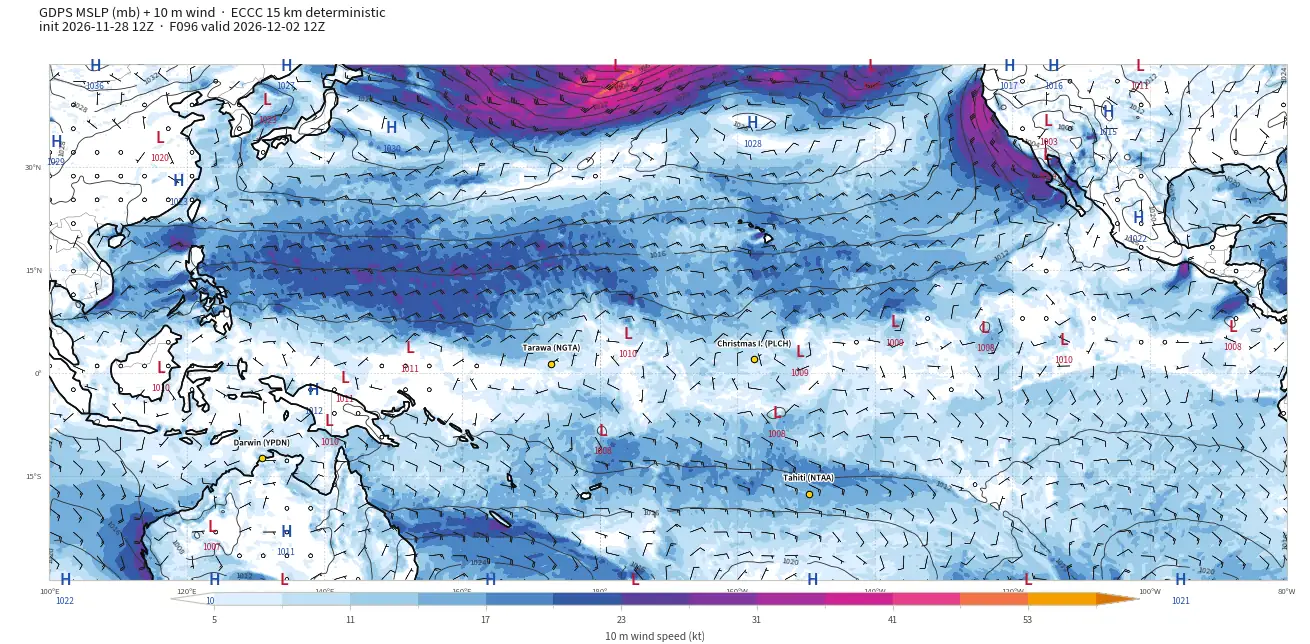 GDPS MSLP (mb) + 10 m wind · ECCC 15 km deterministic
init 2026-11-28 12Z · F096 valid 2026-12-02 12Z
H H L L H H L
1036 1017 1016 1011
H
1030
H
1028
L
1003
H
1015
L
1020
H
1029
H
30°N
H
1022
15°N
1016
1012
L
1010
L
1009
L
1008
L
1010
L
1008
Tarawa (NGTA)
Christmas I. (PLCH)
L
1011
L
1009
0°
L
1010
L
1011
H
1012
L
1010
L
1008
L
1008
Darwin (YPDN)
15°S
Tahiti (NTAA)
L
1007
H
1011
1020
1020
H H L H L H L H
100°E 120°E 140°E 160°E 180° 160°W 140°W 120°W 100°W 80°W
1022 10 1021
5 11 17 23 31 41 53
10 m wind speed (kt)